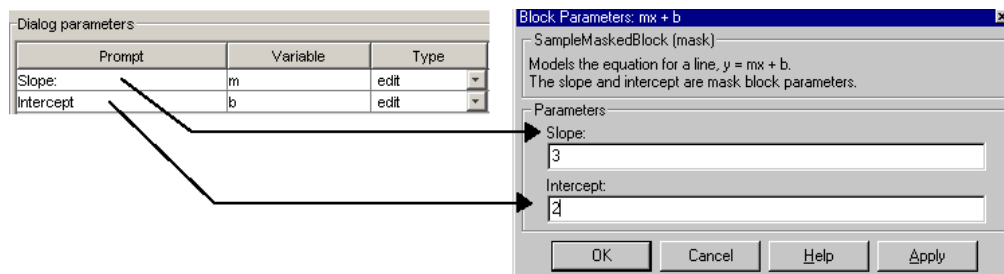 Dialog parameters
Prompt Variable Type
Slope: m edit
Intercept b edit
Block Parameters: mx + b
SampleMaskedBlock (mask)
Models the equation for a line, y = mx + b.
The slope and intercept are mask block parameters.
Parameters
Slope:
3
Intercept:
2
OK Cancel Help Apply